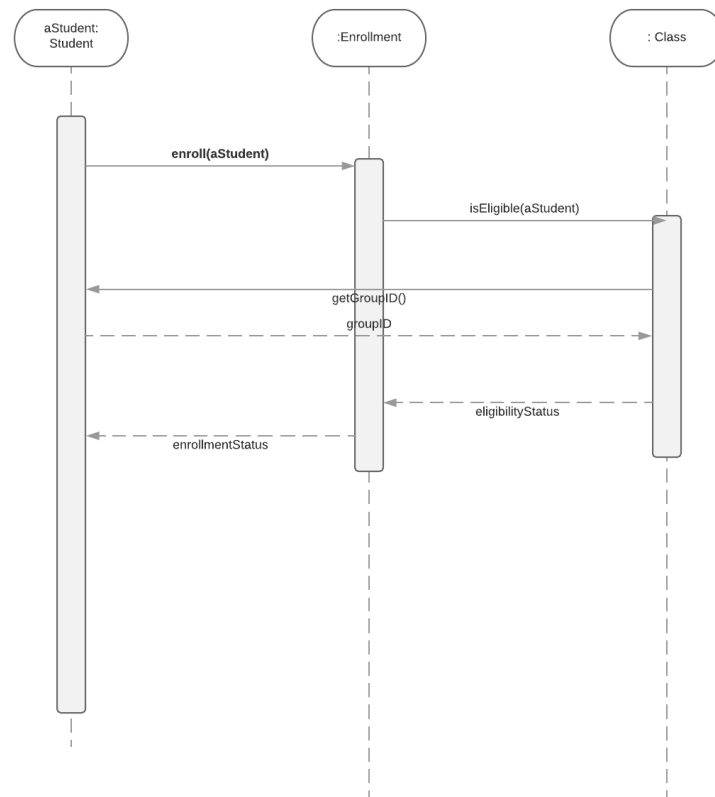 aStudent:
Student
:Enrollment
: Class
enroll(aStudent)
isEligible(aStudent)
getGroupID()
groupID
eligibilityStatus
enrollmentStatus